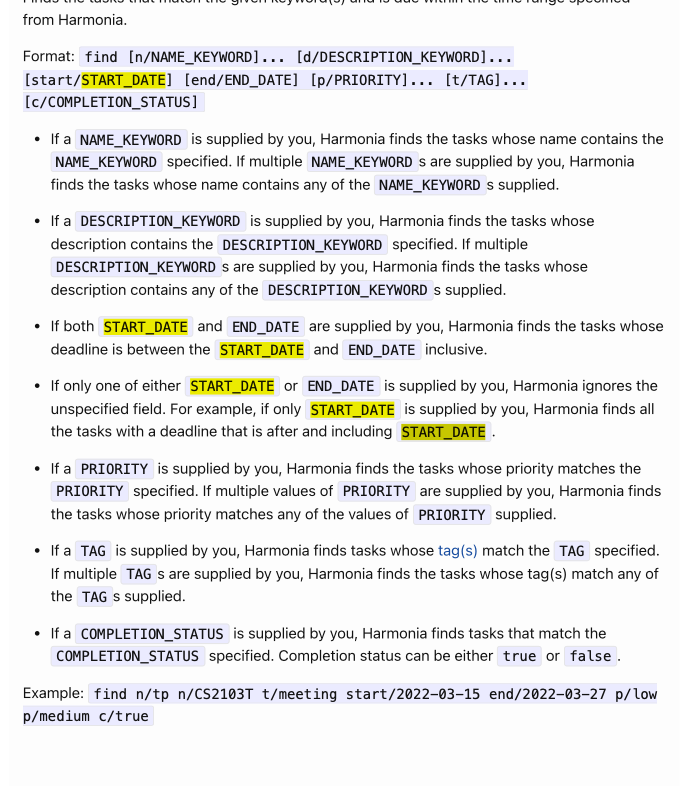 Finds the tasks that match the given keyword(s) and is due within the time range specified
from Harmonia.
Format: find [n/NAME_KEYWORD]... [d/DESCRIPTION_KEYWORD]...
[start/START_DATE] [end/END_DATE] [p/PRIORITY]... [t/TAG]...
[c/COMPLETION_STATUS]
• If a NAME_KEYWORD is supplied by you, Harmonia finds the tasks whose name contains the
NAME_KEYWORD specified. If multiple NAME_KEYWORD s are supplied by you, Harmonia
finds the tasks whose name contains any of the NAME_KEYWORD s supplied.
• If a DESCRIPTION_KEYWORD is supplied by you, Harmonia finds the tasks whose
description contains the DESCRIPTION_KEYWORD specified. If multiple
DESCRIPTION_KEYWORD s are supplied by you, Harmonia finds the tasks whose
description contains any of the DESCRIPTION_KEYWORD s supplied.
• If both START_DATE and END_DATE are supplied by you, Harmonia finds the tasks whose
deadline is between the START_DATE and END_DATE inclusive.
• If only one of either START_DATE or END_DATE is supplied by you, Harmonia ignores the
unspecified field. For example, if only START_DATE is supplied by you, Harmonia finds all
the tasks with a deadline that is after and including START_DATE .
• If a PRIORITY is supplied by you, Harmonia finds the tasks whose priority matches the
PRIORITY specified. If multiple values of PRIORITY are supplied by you, Harmonia finds
the tasks whose priority matches any of the values of PRIORITY supplied.
• If a TAG is supplied by you, Harmonia finds tasks whose tag(s) match the TAG specified.
If multiple TAG s are supplied by you, Harmonia finds the tasks whose tag(s) match any of
the TAG s supplied.
• If a COMPLETION_STATUS is supplied by you, Harmonia finds tasks that match the
COMPLETION_STATUS specified. Completion status can be either true or false .
Example: find n/tp n/CS2103T t/meeting start/2022-03-15 end/2022-03-27 p/low
p/medium c/true